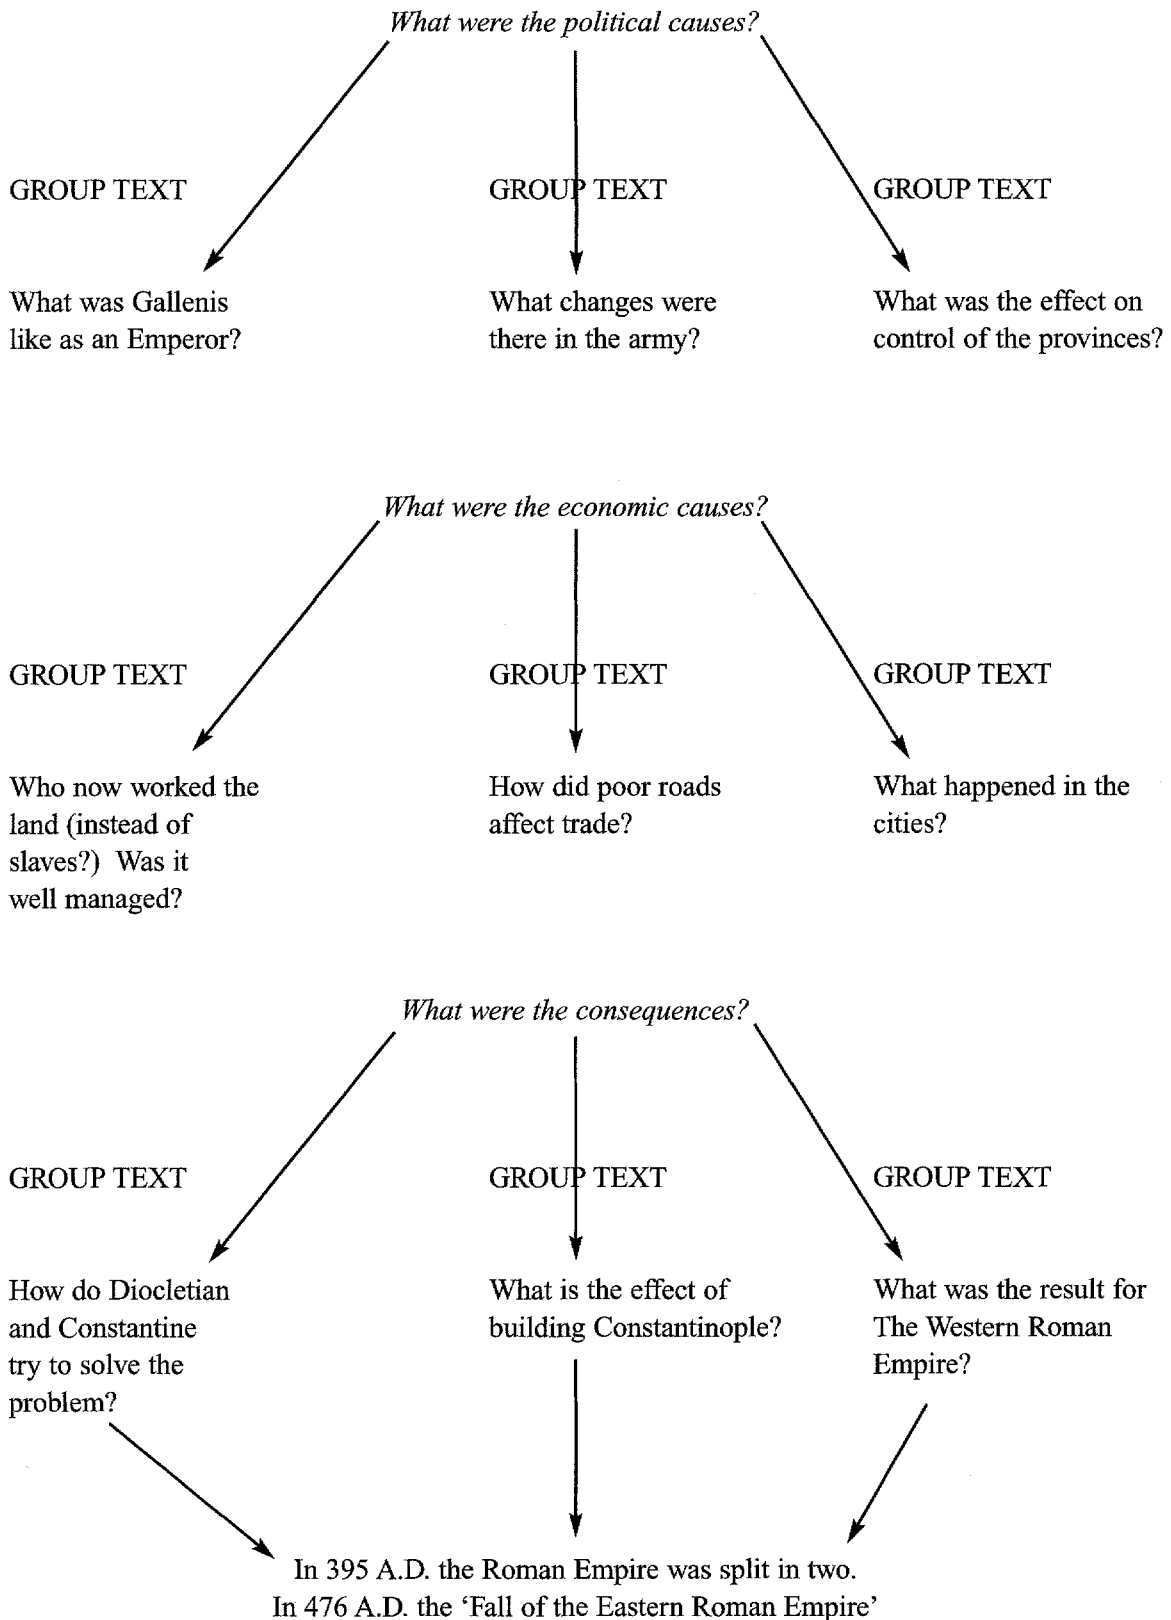 What were the political causes?
GROUP TEXT
GROUP TEXT
GROUP TEXT
What was Gallenis
like as an Emperor?
What changes were
there in the army?
What was the effect on
control of the provinces?
What were the economic causes?
GROUP TEXT
GROUP TEXT
GROUP TEXT
Who now worked the
land (instead of
slaves?) Was it
well managed?
How did poor roads
affect trade?
What happened in the
cities?
What were the consequences?
GROUP TEXT
GROUP TEXT
GROUP TEXT
How do Diocletian
and Constantine
try to solve the
problem?
What is the effect of
building Constantinople?
What was the result for
The Western Roman
Empire?
In 395 A.D. the Roman Empire was split in two.
In 476 A.D. the ‘Fall of the Eastern Roman Empire’